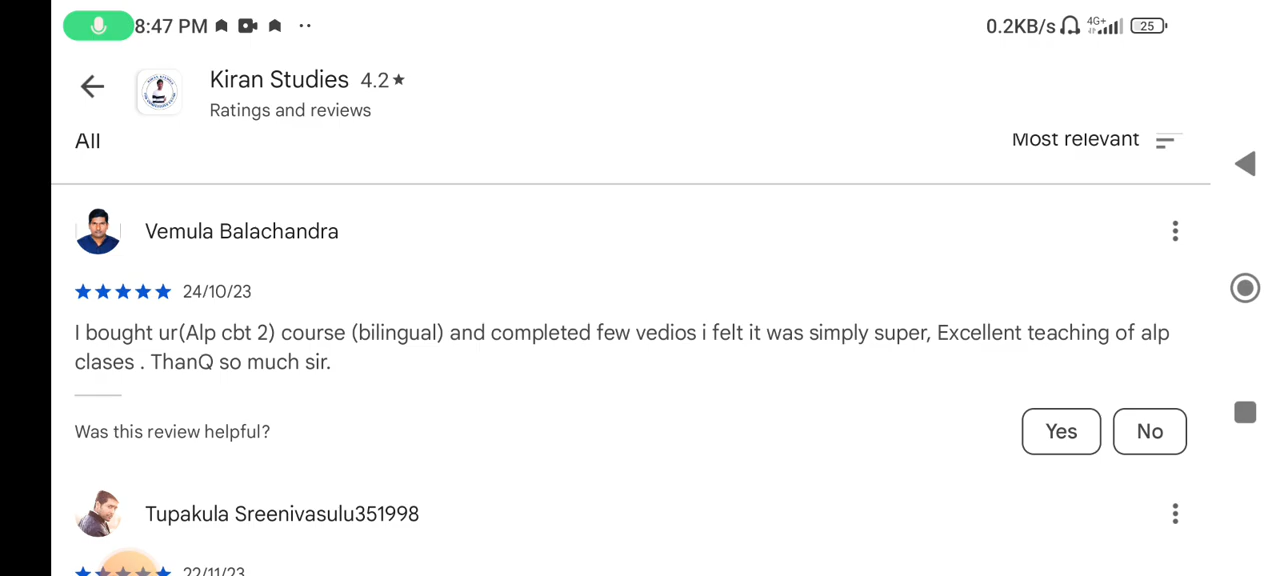 8:47 PM
0.2KB/s 4G+ 25
Kiran Studies 4.2★
Ratings and reviews
All
Most relevant
Vemula Balachandra
24/10/23
I bought ur(Alp cbt 2) course (bilingual) and completed few vedios i felt it was simply super, Excellent teaching of alp
clases . ThanQ so much sir.
Was this review helpful?
Yes No
Tupakula Sreenivasulu351998
22/11/23